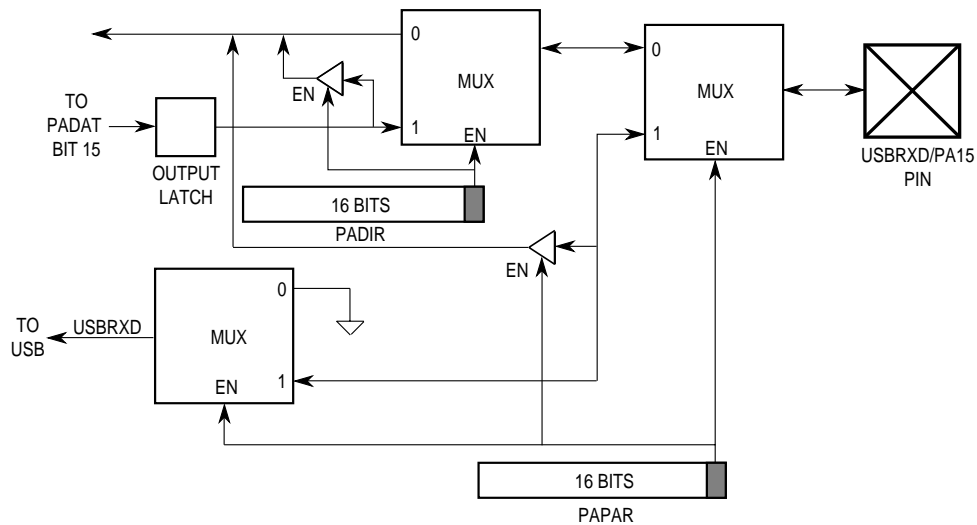 0
MUX
1
EN
EN
TO
PADAT
BIT 15
OUTPUT
LATCH
16 BITS
PADIR
0
MUX
1
EN
USBRXD/PA15
PIN
EN
TO
USB
USBRXD
0
MUX
EN
1
16 BITS
PAPAR